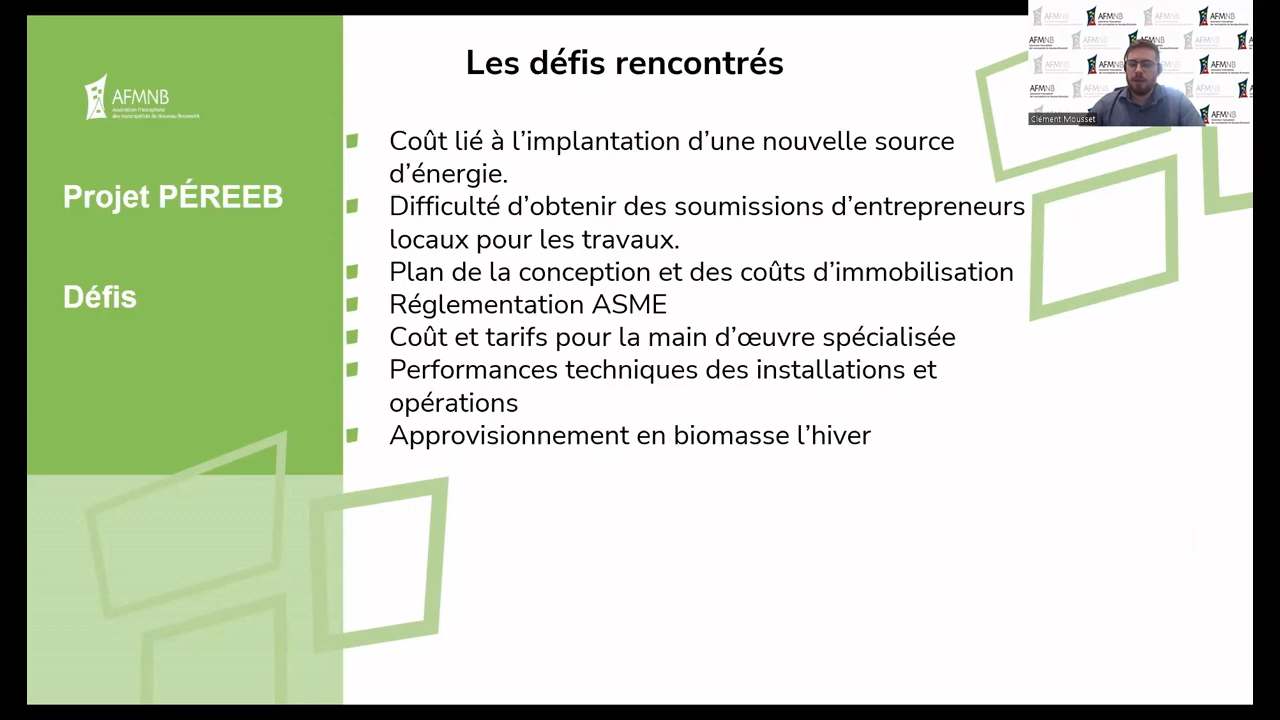 Les défis rencontrés
AFMNB
Association francophone
des municipalités du Nouveau-Brunswick
Projet PÉREEB
Défis
Coût lié à l’implantation d’une nouvelle source
d’énergie.
Difficulté d’obtenir des soumissions d’entrepreneurs
locaux pour les travaux.
Plan de la conception et des coûts d’immobilisation
Réglementation ASME
Coût et tarifs pour la main d’œuvre spécialisée
Performances techniques des installations et
opérations
Approvisionnement en biomasse l’hiver
AFMNB
Clément Mousset